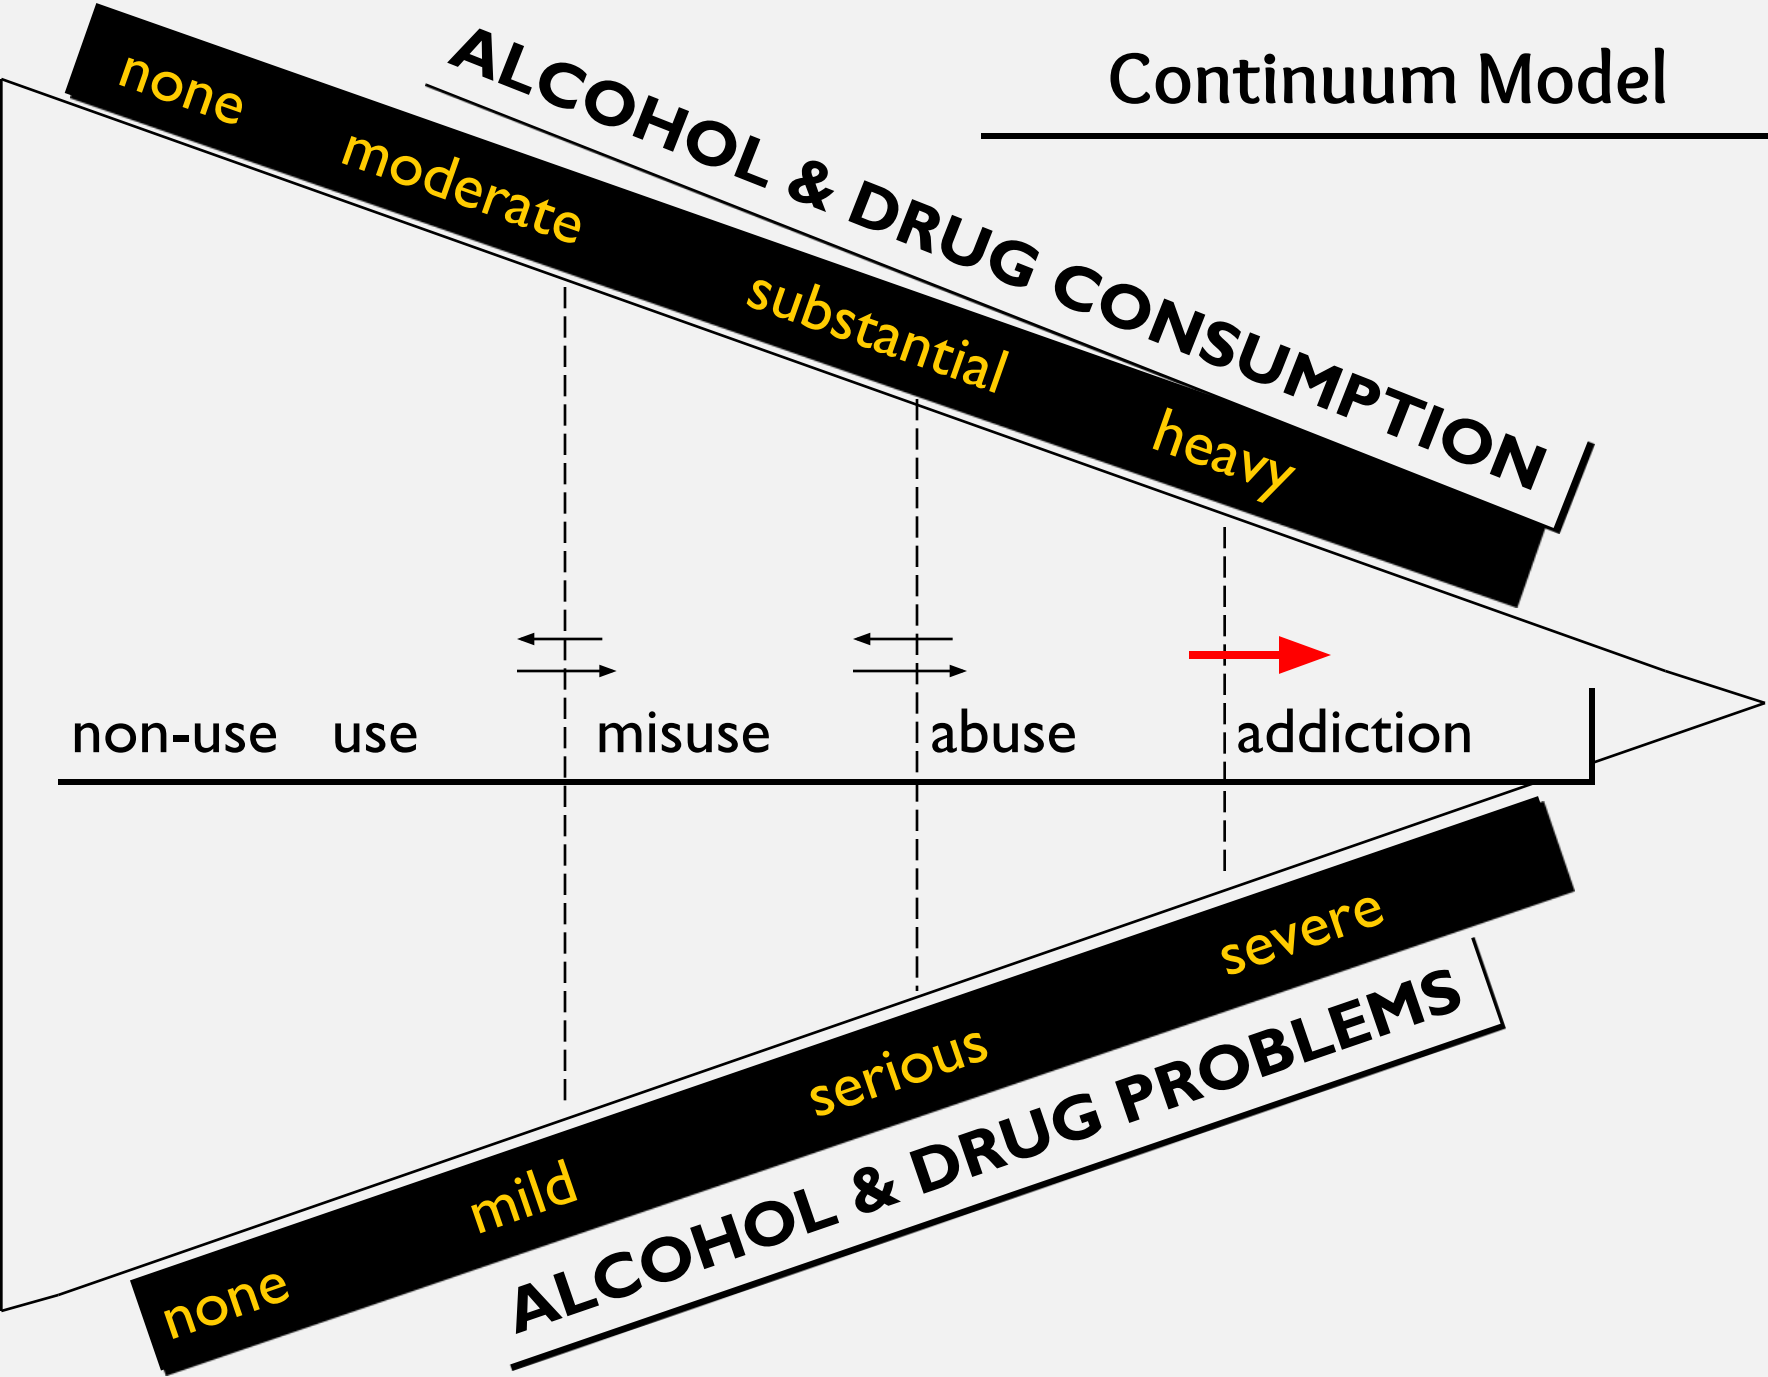 Continuum Model
ALCOHOL & DRUG CONSUMPTION
none
moderate
substantial
heavy
non-use use misuse abuse addiction
severe
serious
mild
none
ALCOHOL & DRUG PROBLEMS